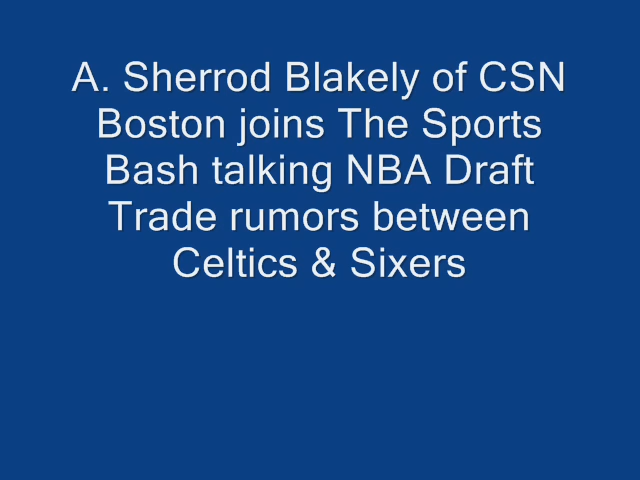 A. Sherrod Blakely of CSN
Boston joins The Sports
Bash talking NBA Draft
Trade rumors between
Celtics & Sixers